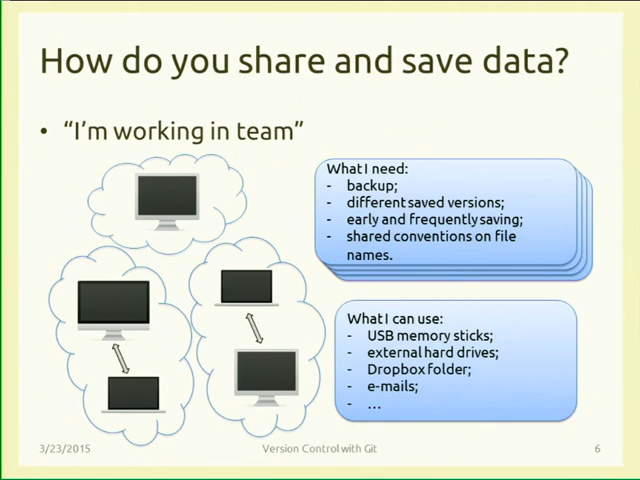 How do you share and save data?
• “I’m working in team”
What I need:
- backup;
- different saved versions;
- early and frequently saving;
- shared conventions on file
names.
What I can use:
- USB memory sticks;
- external hard drives;
- Dropbox folder;
- e-mails;
- …
3/23/2015
Version Control with Git
6